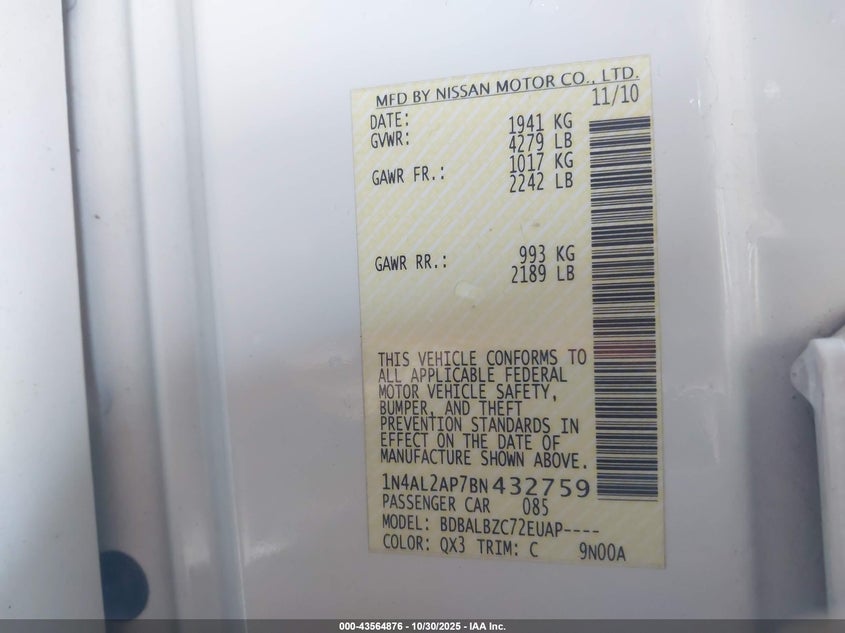 MFD BY NISSAN MOTOR CO., LTD.
DATE: 11/10
GVWR: 1941 KG
4279 LB
GAWR FR.: 1017 KG
2242 LB
GAWR RR.: 993 KG
2189 LB
THIS VEHICLE CONFORMS TO
ALL APPLICABLE FEDERAL
MOTOR VEHICLE SAFETY,
BUMPER, AND THEFT
PREVENTION STANDARDS IN
EFFECT ON THE DATE OF
MANUFACTURE SHOWN ABOVE.
1N4AL2AP7BN432759
PASSENGER CAR 085
MODEL: BDBALBZC72EUAP----
COLOR: QX3 TRIM: C 9N00A
000-43564876 - 10/30/2025 - IAA Inc.